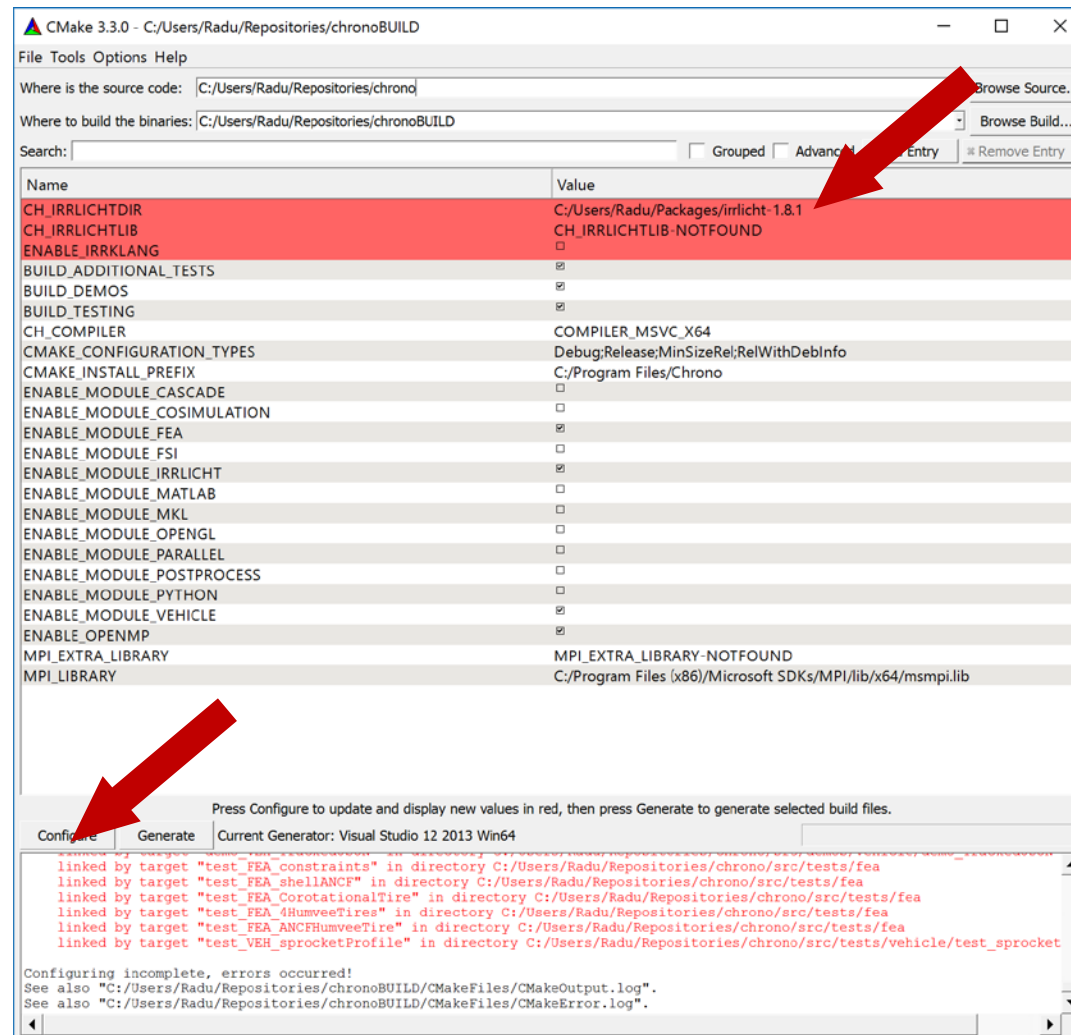 CMake 3.3.0 - C:/Users/Radu/Repositories/chronoBUILD
File Tools Options Help
Where is the source code: C:/Users/Radu/Repositories/chrono Browse Source.
Where to build the binaries: C:/Users/Radu/Repositories/chronoBUILD Browse Build...
Search: Grouped Advanced Entry Remove Entry
Name Value
CH_IRRLICHTDIR C:/Users/Radu/Packages/irrlicht-1.8.1
CH_IRRLICHTLIB CH_IRRLICHTLIB-NOTFOUND
ENABLE_IRRKLANG
BUILD_ADDITIONAL_TESTS
BUILD_DEMOS
BUILD_TESTING
CH_COMPILER COMPILER_MSVC_X64
CMAKE_CONFIGURATION_TYPES Debug;Release;MinSizeRel;RelWithDebInfo
CMAKE_INSTALL_PREFIX C:/Program Files/Chrono
ENABLE_MODULE_CASCADE
ENABLE_MODULE_COSIMULATION
ENABLE_MODULE_FEA
ENABLE_MODULE_FSI
ENABLE_MODULE_IRRLICHT
ENABLE_MODULE_MATLAB
ENABLE_MODULE_MKL
ENABLE_MODULE_OPENGL
ENABLE_MODULE_PARALLEL
ENABLE_MODULE_POSTPROCESS
ENABLE_MODULE_PYTHON
ENABLE_MODULE_VEHICLE
ENABLE_OPENMP
MPI_EXTRA_LIBRARY MPI_EXTRA_LIBRARY-NOTFOUND
MPI_LIBRARY C:/Program Files (x86)/Microsoft SDKs/MPI/lib/x64/msmpi.lib
Press Configure to update and display new values in red, then press Generate to generate selected build files.
Configure Generate Current Generator: Visual Studio 12 2013 Win64
linked by target "test_FEA_constraints" in directory C:/Users/Radu/Repositories/chrono/src/tests/fea
linked by target "test_FEA_shellANCF" in directory C:/Users/Radu/Repositories/chrono/src/tests/fea
linked by target "test_FEA_CorotationalTire" in directory C:/Users/Radu/Repositories/chrono/src/tests/fea
linked by target "test_FEA_4HumveeTires" in directory C:/Users/Radu/Repositories/chrono/src/tests/fea
linked by target "test_FEA_ANCFHumveeTire" in directory C:/Users/Radu/Repositories/chrono/src/tests/fea
linked by target "test_VEH_sprocketProfile" in directory C:/Users/Radu/Repositories/chrono/src/tests/vehicle/test_sprocket
Configuring incomplete, errors occurred!
See also "C:/Users/Radu/Repositories/chronoBUILD/CMakeFiles/CMakeOutput.log".
See also "C:/Users/Radu/Repositories/chronoBUILD/CMakeFiles/CMakeError.log".